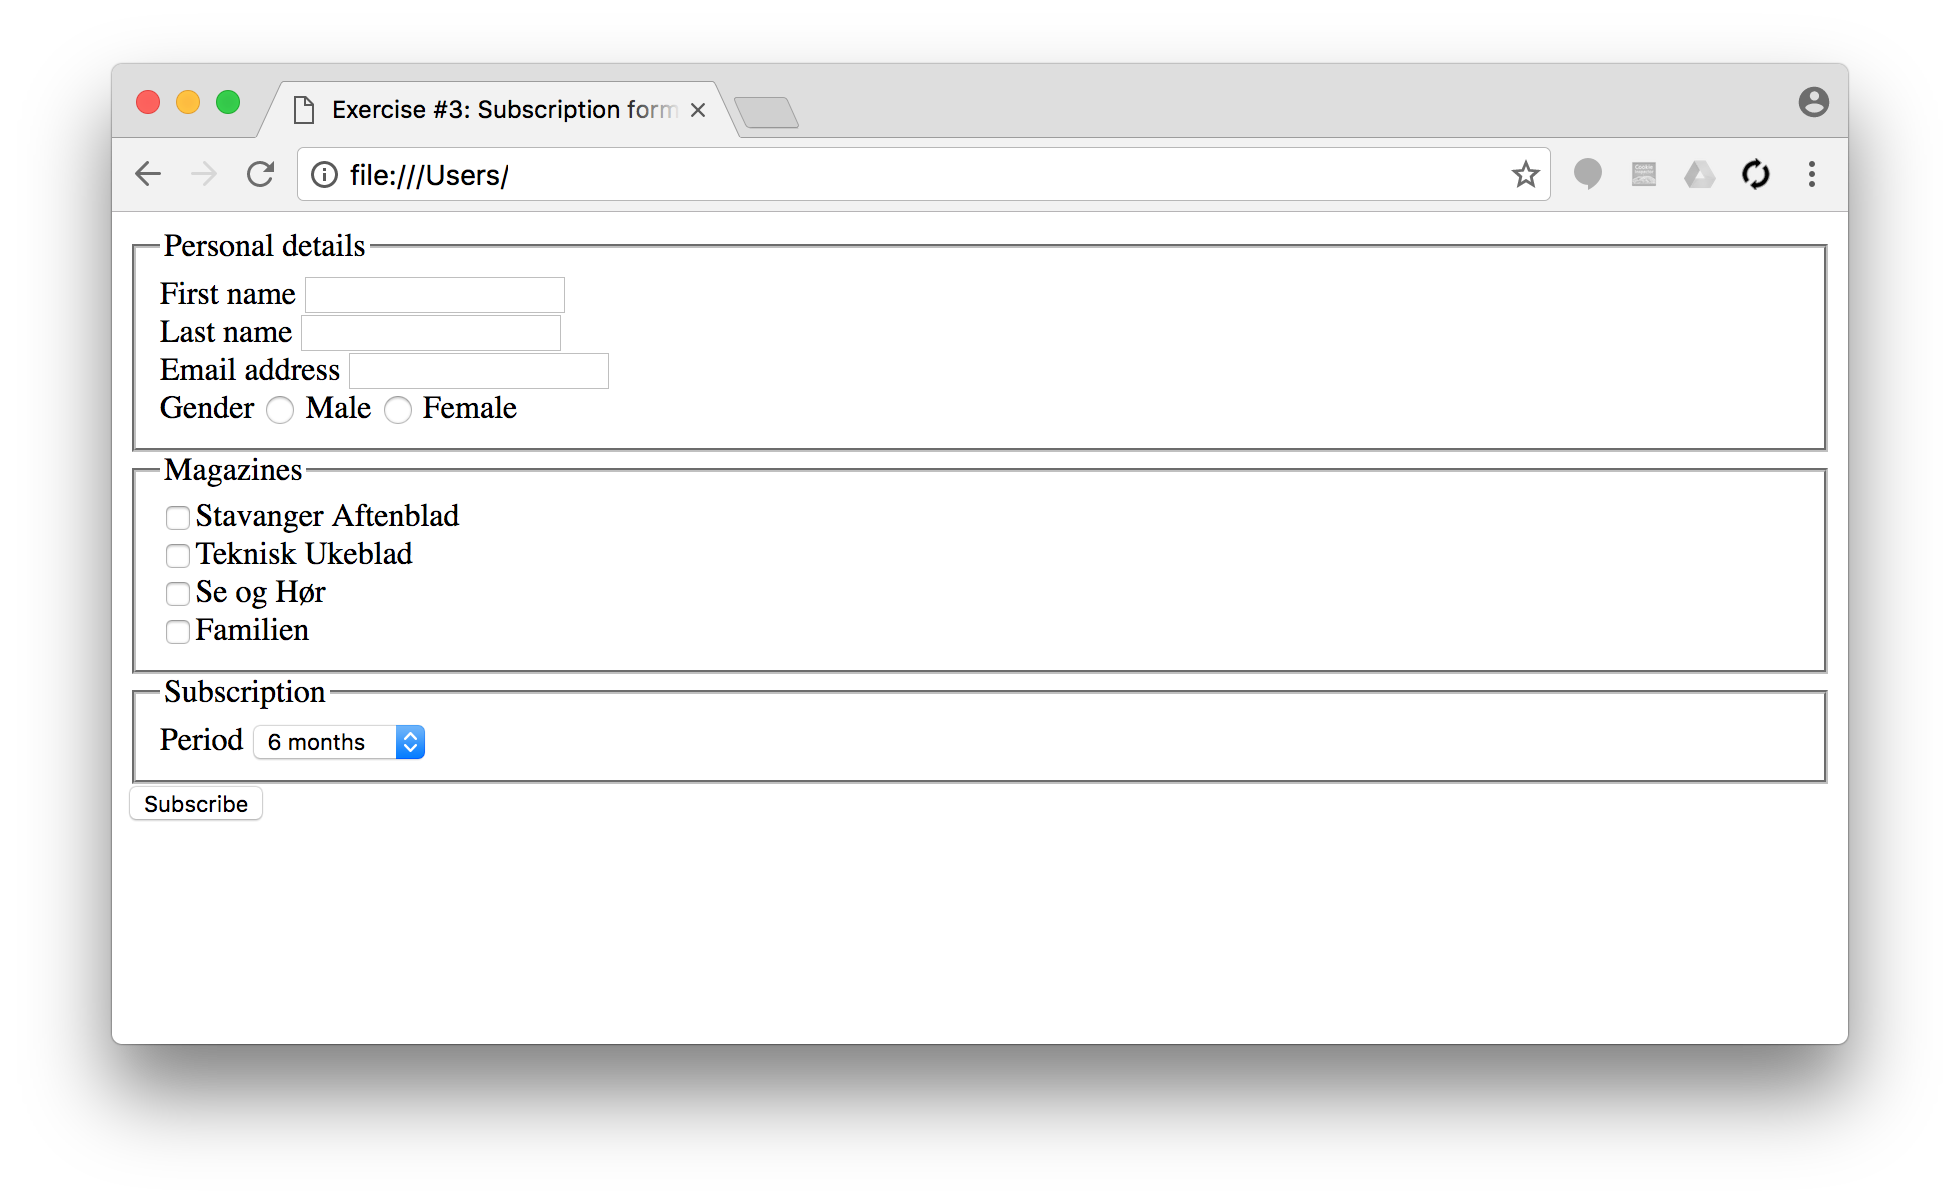 Exercise #3: Subscription form
file:///Users/
Personal details
First name
Last name
Email address
Gender Male Female
Magazines
Stavanger Aftenblad
Teknisk Ukeblad
Se og Hør
Familien
Subscription
Period 6 months
Subscribe